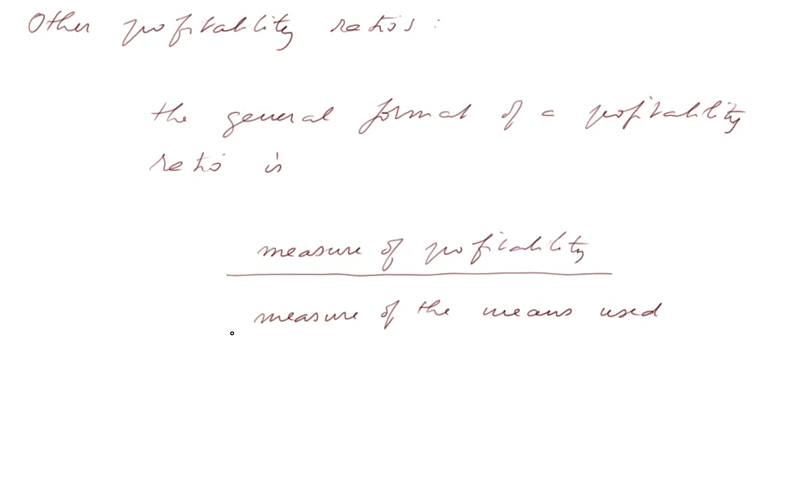 Other profitability ratios :
the general format of a profitability
ratio is
measure of profitability
measure of the means used